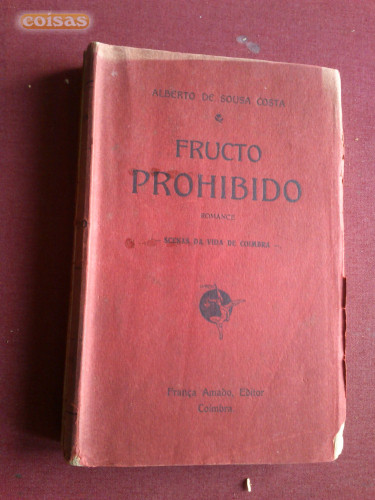 coisas
ALBERTO DE SOUSA COSTA
FRUCTO
PROHIBIDO
ROMANCE
SCENAS DA VIDA DE COIMBRA
França Amado, Editor
Coimbra